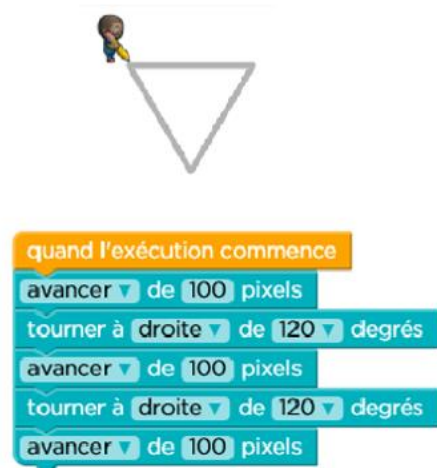 quand l'exécution commence
avancer de 100 pixels
tourner à droite de 120 degrés
avancer de 100 pixels
tourner à droite de 120 degrés
avancer de 100 pixels